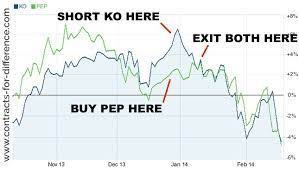 KO PEP
SHORT KO HERE
EXIT BOTH HERE
BUY PEP HERE
www.contracts-for-difference.com
+8%
+6%
+4%
+2%
0%
-2%
-4%
Nov 13 Dec 13 Jan 14 Feb 14